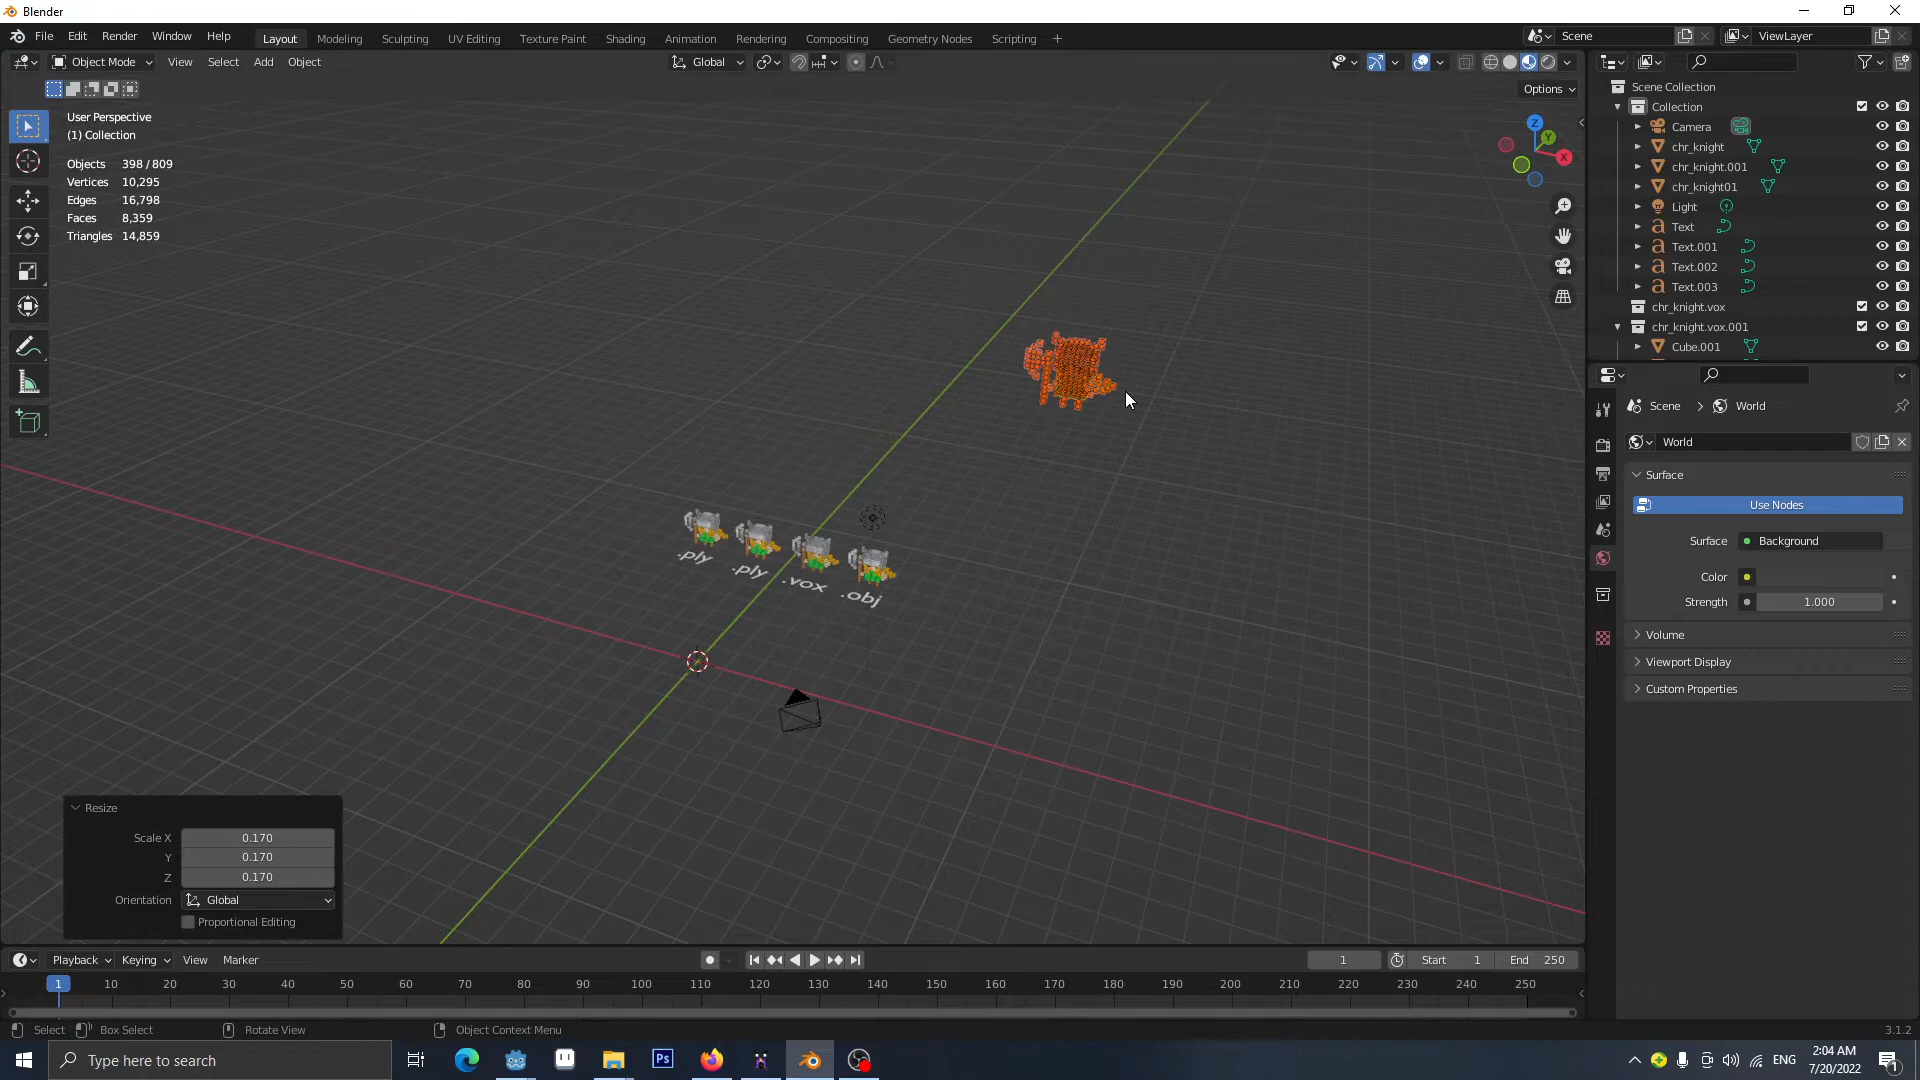 Blender
File Edit Render Window Help
Layout Modeling Sculpting UV Editing Texture Paint Shading Animation Rendering Compositing Geometry Nodes Scripting +
Scene
ViewLayer
Object Mode View Select Add Object
Global
Options
User Perspective
(1) Collection
Objects 398 / 809
Vertices 10,295
Edges 16,798
Faces 8,359
Triangles 14,859
Z
Y
X
.ply
.ply
.vox
.obj
Resize
Scale X 0.170
Y 0.170
Z 0.170
Orientation Global
Proportional Editing
Scene Collection
Collection
Camera
chr_knight
chr_knight.001
chr_knight01
Light
Text
Text.001
Text.002
Text.003
chr_knight.vox
chr_knight.vox.001
Cube.001
Scene > World
World
Surface
Use Nodes
Surface Background
Color
Strength 1.000
Volume
Viewport Display
Custom Properties
Playback Keying View Marker
1 Start 1 End 250
1 10 20 30 40 50 60 70 80 90 100 110 120 130 140 150 160 170 180 190 200 210 220 230 240 250
Select Box Select Rotate View Object Context Menu
3.1.2
Type here to search
Ps
ENG
2:04 AM
7/20/2022
1